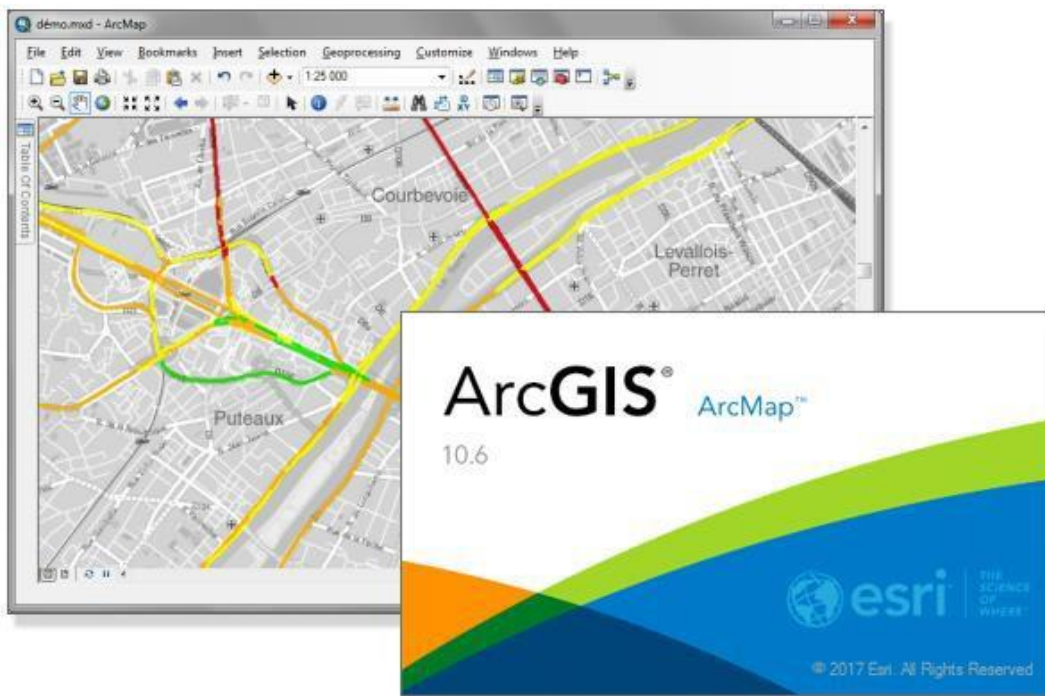 démo.mxd - ArcMap
File Edit View Bookmarks Insert Selection Geoprocessing Customize Windows Help
1:25 000
Table Of Contents
Courbevoie
Levallois-
Perret
Puteaux
ArcGIS® ArcMap™
10.6
esri
THE
SCIENCE
OF
WHERE™
© 2017 Esri. All Rights Reserved